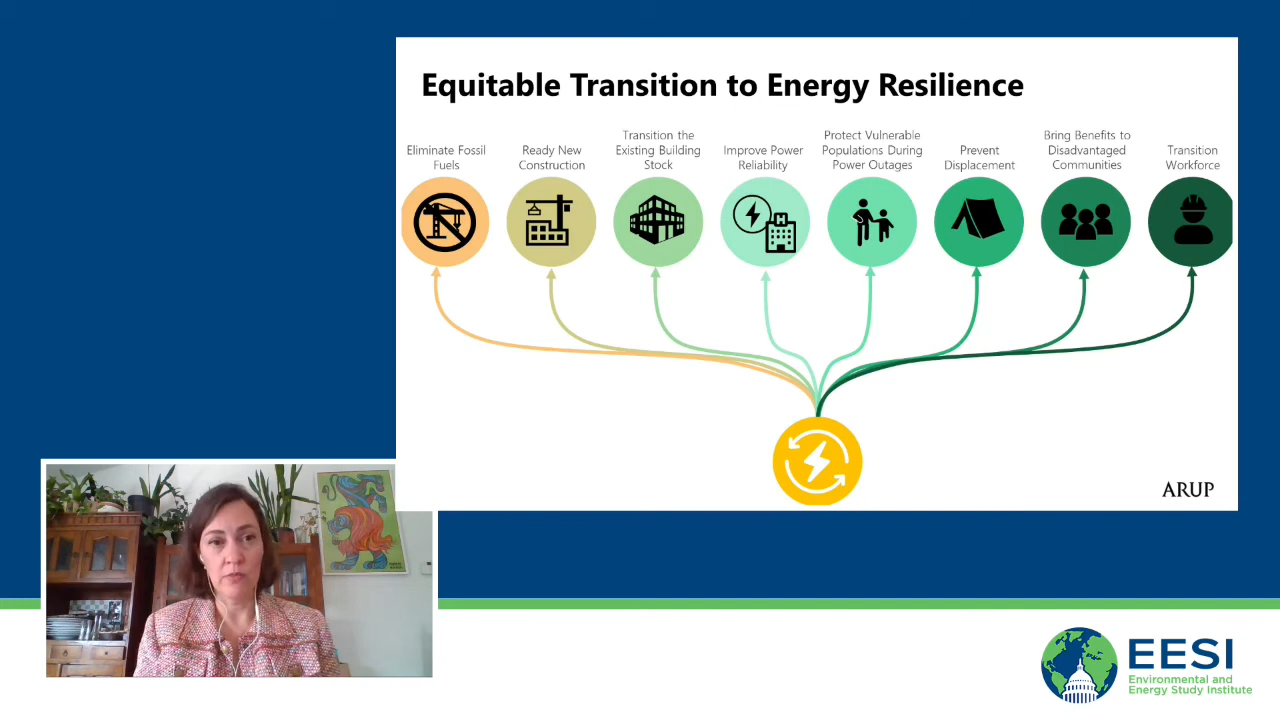 Equitable Transition to Energy Resilience
Eliminate Fossil
Fuels
Ready New
Construction
Transition the
Existing Building
Stock
Improve Power
Reliability
Protect Vulnerable
Populations During
Power Outages
Prevent
Displacement
Bring Benefits to
Disadvantaged
Communities
Transition
Workforce
H
ARUP
EESI
Environmental and
Energy Study Institute